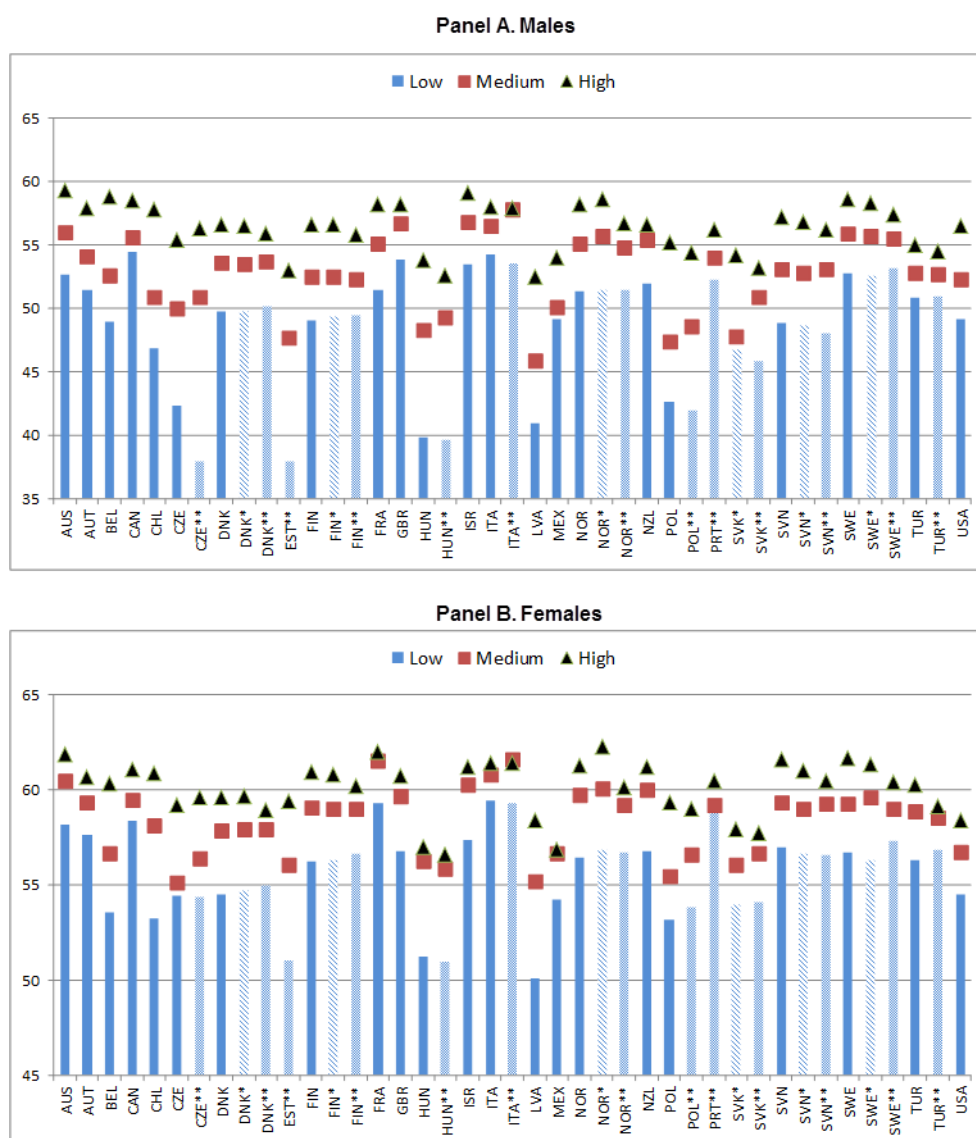 Panel A. Males
Low Medium High
65
60
55
50
45
40
35
AUS AUT BEL CAN CHL CZE CZE** DNK DNK* DNK** EST** FIN FIN* FIN** FRA GBR HUN HUN** ISR ITA ITA** LVA MEX NOR NOR* NOR** NZL POL POL** PRT** SVK* SVK** SVN SVN* SVN** SWE SWE* SWE** TUR TUR** USA
Panel B. Females
Low Medium High
65
60
55
50
45
AUS AUT BEL CAN CHL CZE CZE** DNK DNK* DNK** EST** FIN FIN* FIN** FRA GBR HUN HUN** ISR ITA ITA** LVA MEX NOR NOR* NOR** NZL POL POL** PRT** SVK* SVK** SVN SVN* SVN** SWE SWE* SWE** TUR TUR** USA